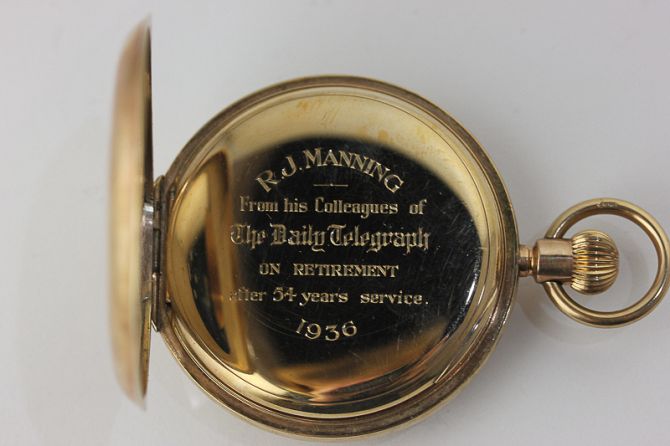 R.J. MANNING
From his Colleagues of
The Daily Telegraph
ON RETIREMENT
after 54 years service.
1936